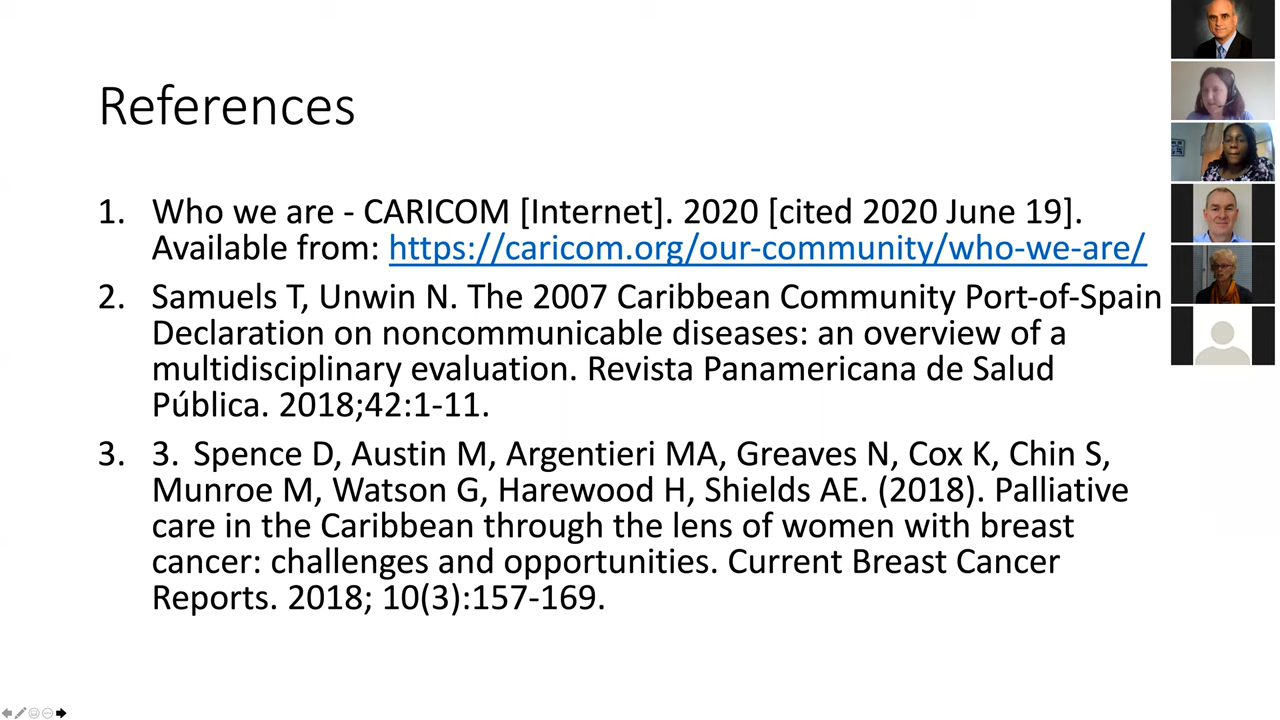 References
1. Who we are - CARICOM [Internet]. 2020 [cited 2020 June 19].
Available from: https://caricom.org/our-community/who-we-are/
2. Samuels T, Unwin N. The 2007 Caribbean Community Port-of-Spain
Declaration on noncommunicable diseases: an overview of a
multidisciplinary evaluation. Revista Panamericana de Salud
Pública. 2018;42:1-11.
3. 3. Spence D, Austin M, Argentieri MA, Greaves N, Cox K, Chin S,
Munroe M, Watson G, Harewood H, Shields AE. (2018). Palliative
care in the Caribbean through the lens of women with breast
cancer: challenges and opportunities. Current Breast Cancer
Reports. 2018; 10(3):157-169.